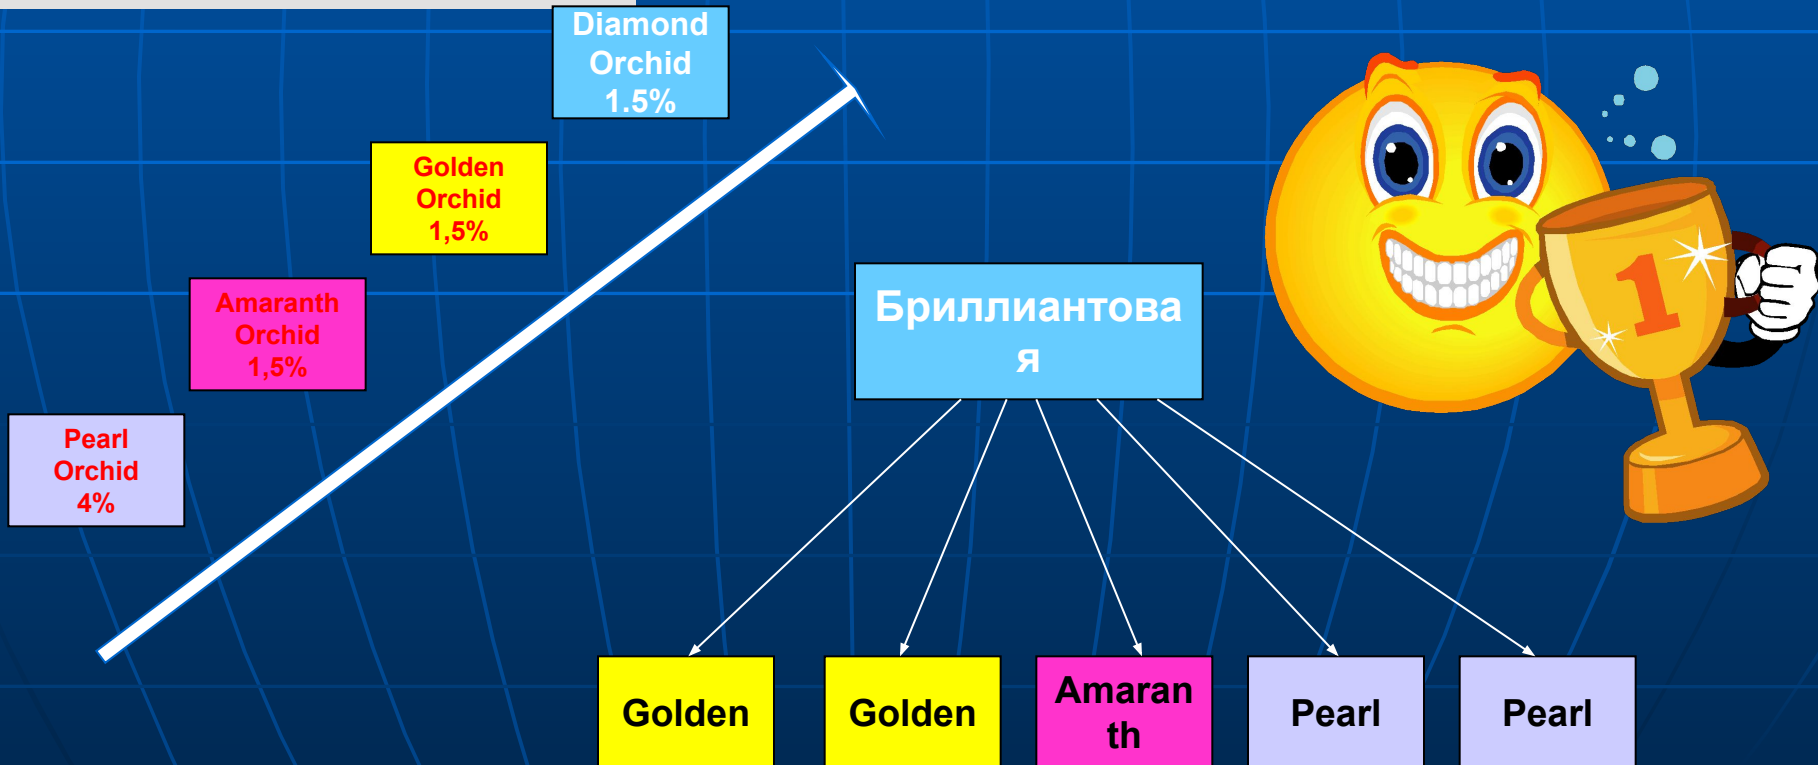 Diamond
Orchid
1.5%
Golden
Orchid
1,5%
Amaranth
Orchid
1,5%
Pearl
Orchid
4%
Бриллиантова
я
1
Golden
Golden
Amaran
th
Pearl
Pearl